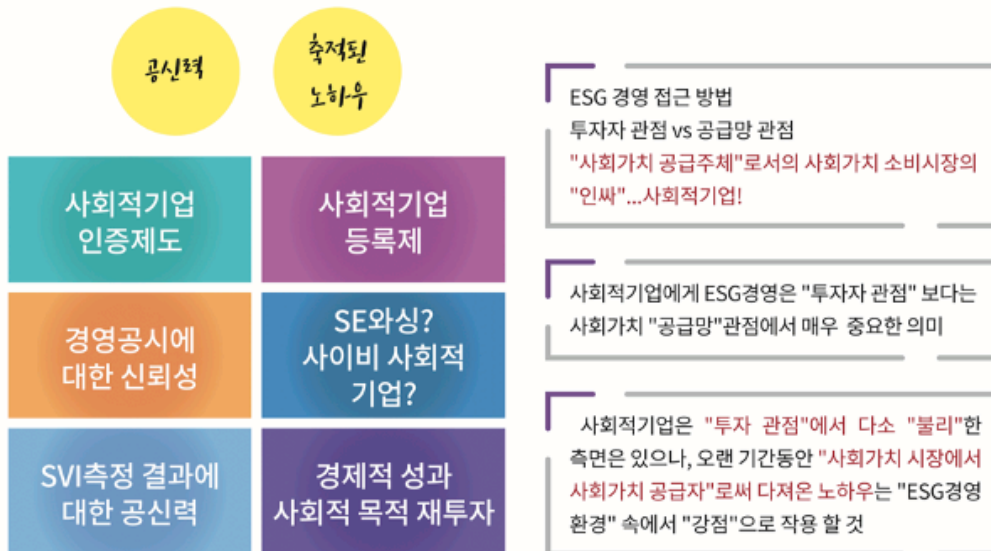 공신력
축적된
노하우
사회적기업
인증제도
사회적기업
등록제
경영공시에
대한 신뢰성
SE와싱?
사이비 사회적
기업?
SVI측정 결과에
대한 공신력
경제적 성과
사회적 목적 재투자
ESG 경영 접근 방법
투자자 관점 vs 공급망 관점
"사회가치 공급주체"로서의 사회가치 소비시장의
"인싸"...사회적기업!
사회적기업에게 ESG경영은 "투자자 관점" 보다는
사회가치 "공급망"관점에서 매우 중요한 의미
사회적기업은 "투자 관점"에서 다소 "불리"한
측면은 있으나, 오랜 기간동안 "사회가치 시장에서
사회가치 공급자"로써 다져온 노하우는 "ESG경영
환경" 속에서 "강점"으로 작용 할 것